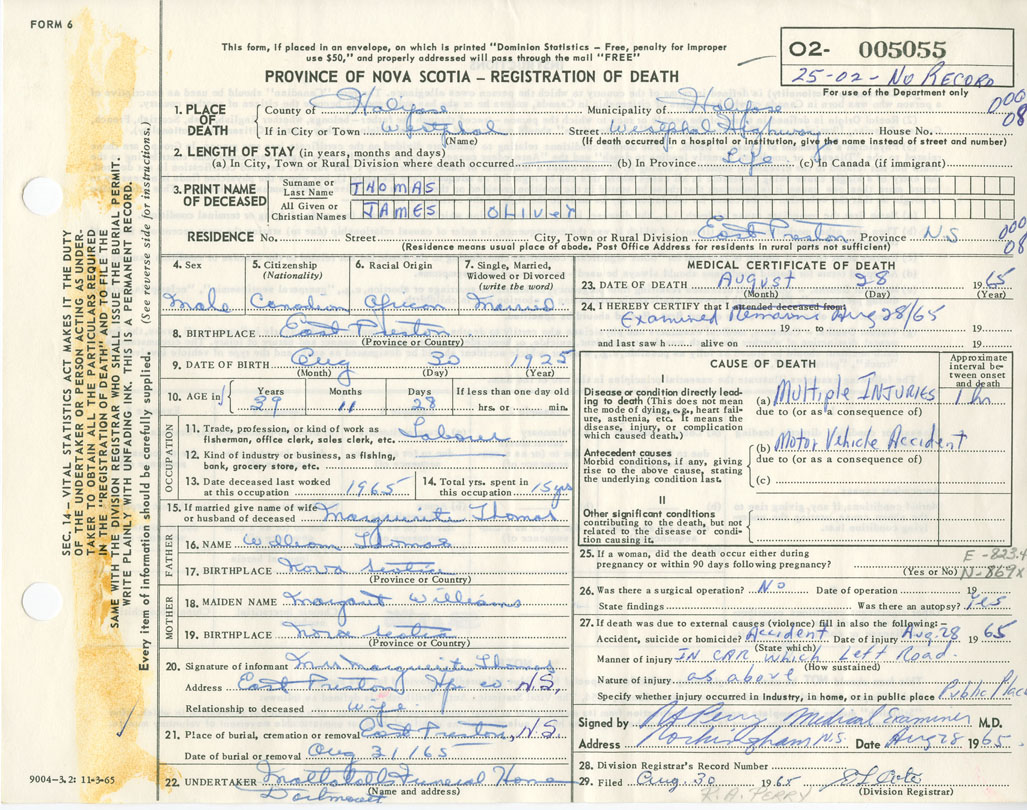 FORM 6
This form, if placed in an envelope, on which is printed "Dominion Statistics – Free, penalty for improper
use $50," and properly addressed will pass through the mail "FREE"
PROVINCE OF NOVA SCOTIA – REGISTRATION OF DEATH
02- 005055
25-02- No RECORD
For use of the Department only
000
08
1. PLACE OF DEATH
County of Halifax Municipality of Halifax
If in City or Town Westphal Street Westphal Highway House No.
(Name) (If death occurred in a hospital or institution, give the name instead of street and number)
2. LENGTH OF STAY (in years, months and days)
(a) In City, Town or Rural Division where death occurred (b) In Province Life (c) In Canada (if immigrant)
3. PRINT NAME OF DECEASED
Surname or Last Name THOMAS
All Given or Christian Names JAMES OLIVER
RESIDENCE No. Street City, Town or Rural Division East Preston Province N.S
(Residence means usual place of abode. Post Office Address for residents in rural parts not sufficient)
000
08
4. Sex Male
5. Citizenship (Nationality) Canadian
6. Racial Origin African
7. Single, Married, Widowed or Divorced (write the word) Married
8. BIRTHPLACE East Preston
(Province or Country)
9. DATE OF BIRTH Aug 30 1925
(Month) (Day) (Year)
10. AGE in Years Months Days If less than one day old
39 11 28 hrs. or min.
OCCUPATION
11. Trade, profession, or kind of work as fisherman, office clerk, sales clerk, etc. Labour
12. Kind of industry or business, as fishing, bank, grocery store, etc.
13. Date deceased last worked at this occupation 1965
14. Total yrs. spent in this occupation 15 yrs
15. If married give name of wife or husband of deceased Marguerite Thomas
FATHER
16. NAME William Thomas
17. BIRTHPLACE Nova Scotia
(Province or Country)
MOTHER
18. MAIDEN NAME Margaret Williams
19. BIRTHPLACE Nova Scotia
(Province or Country)
20. Signature of informant Mrs Marguerite Thomas
Address East Preston Hfx co N.S.
Relationship to deceased wife
21. Place of burial, cremation or removal East Preston, N.S
Date of burial or removal Aug 31/65
22. UNDERTAKER Funeral Home
(Name and address)
Dartmouth
MEDICAL CERTIFICATE OF DEATH
23. DATE OF DEATH August 28 1965
(Month) (Day) (Year)
24. I HEREBY CERTIFY that I attended deceased from
Examined Remains Aug 28/65
19 to 19
and last saw h alive on 19
CAUSE OF DEATH
Approximate interval between onset and death
I
Disease or condition directly leading to death (This does not mean the mode of dying, e.g., heart failure, asthenia, etc. It means the disease, injury, or complication which caused death.)
(a) Multiple INJURIES 1 hr
due to (or as a consequence of)
Antecedent causes
Morbid conditions, if any, giving rise to the above cause, stating the underlying condition last.
(b) Motor Vehicle Accident
due to (or as a consequence of)
(c)
II
Other significant conditions
contributing to the death, but not related to the disease or condition causing it.
25. If a woman, did the death occur either during
pregnancy or within 90 days following pregnancy?
(Yes or No)
E-823.4
N-869x
26. Was there a surgical operation? No Date of operation 19
State findings Was there an autopsy? Yes
27. If death was due to external causes (violence) fill in also the following:–
Accident, suicide or homicide? Accident Date of injury Aug 28 1965
(State which)
Manner of injury IN CAR which Left Road.
(How sustained)
Nature of injury as above
Specify whether injury occurred in industry, in home, or in public place Public Place
Signed by Perry Medical Examiner M.D.
Address Rockingham N.S. Date Aug 28 1965
28. Division Registrar's Record Number
29. Filed Aug. 30 1965
(Division Registrar)
R.A. PERRY
SEC. 14 – VITAL STATISTICS ACT MAKES IT THE DUTY
OF THE UNDERTAKER OR PERSON ACTING AS UNDER-
TAKER TO OBTAIN ALL THE PARTICULARS REQUIRED
IN THE "REGISTRATION OF DEATH" AND TO FILE THE
SAME WITH THE DIVISION REGISTRAR WHO SHALL ISSUE THE BURIAL PERMIT.
WRITE PLAINLY WITH UNFADING INK. THIS IS A PERMANENT RECORD.
Every item of information should be carefully supplied. (See reverse side for instructions.)
9004-3.2: 11-3-65